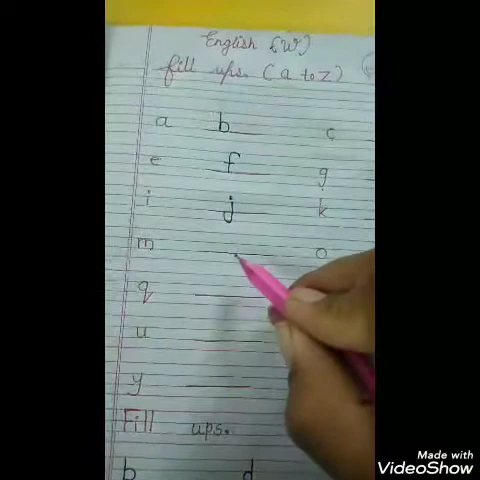 English (W)
fill ups. (a to z)
a b c
e f g
i j k
m o
q
u
y
Fill ups.
b d
Made with
VideoShow